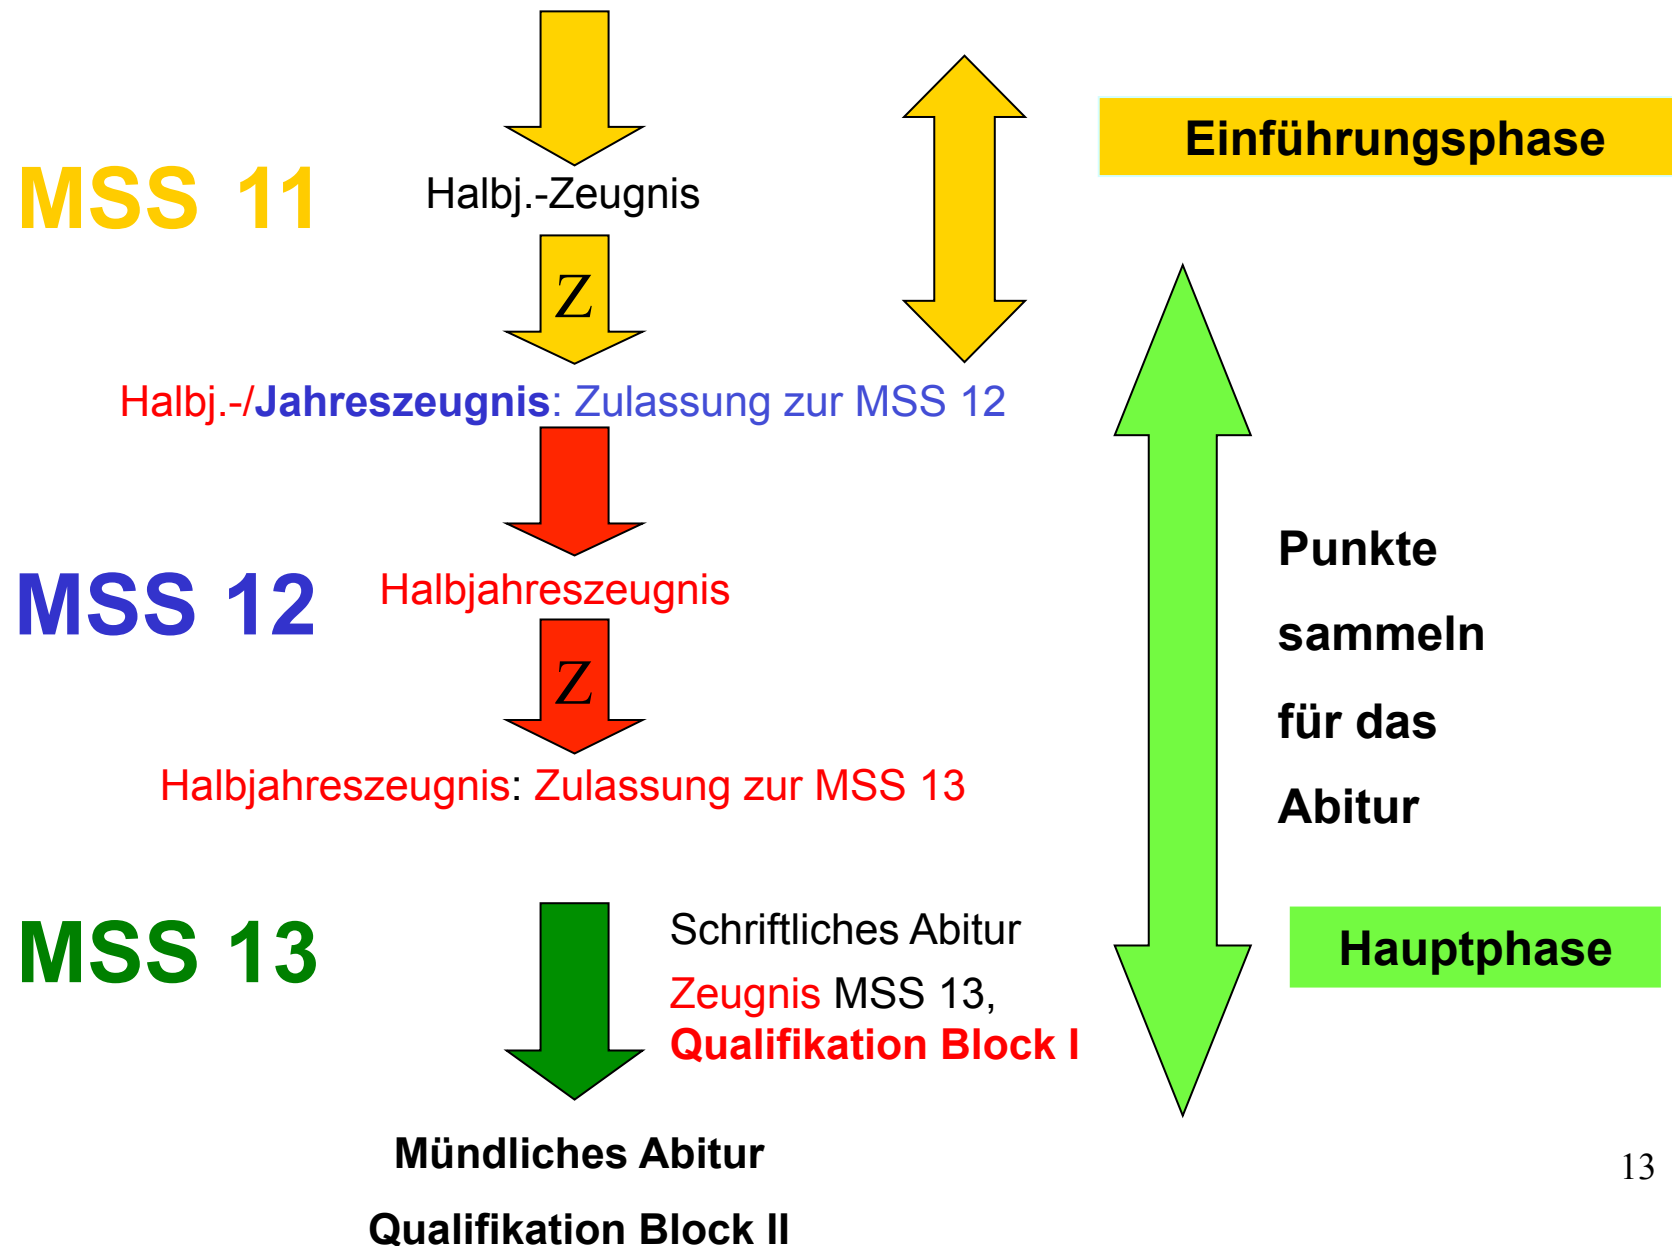 Einführungsphase
MSS 11
Halbj.-Zeugnis
Z
Halbj.-/Jahreszeugnis: Zulassung zur MSS 12
Punkte
sammeln
für das
Abitur
MSS 12
Halbjahreszeugnis
Z
Halbjahreszeugnis: Zulassung zur MSS 13
MSS 13
Schriftliches Abitur
Zeugnis MSS 13,
Qualifikation Block I
Hauptphase
Mündliches Abitur
Qualifikation Block II
13